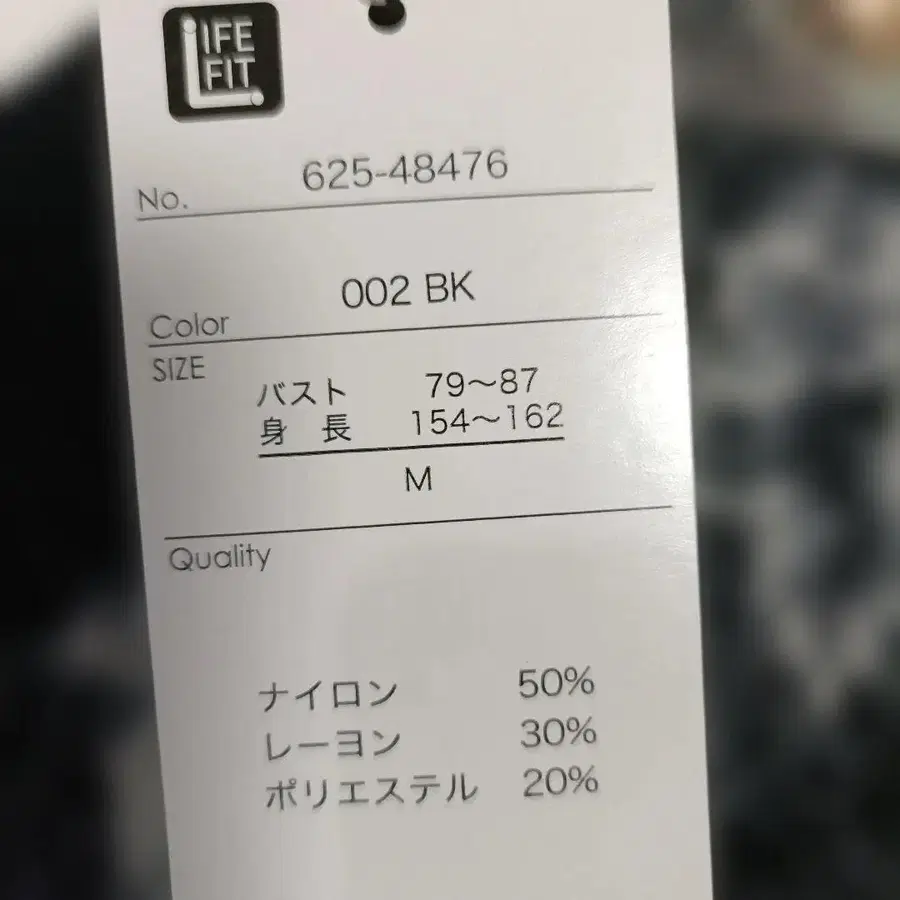 LIFE
FIT
No. 625-48476
Color 002 BK
SIZE
バスト 79～87
身 長 154～162
M
Quality
ナイロン 50%
レーヨン 30%
ポリエステル 20%